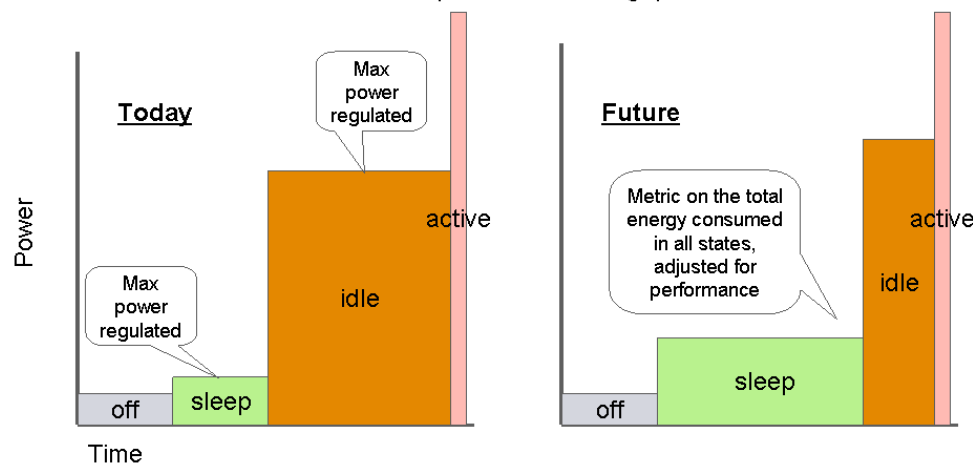 Today
Max
power
regulated
Max
power
regulated
Power
off
sleep
idle
active
Time
Future
Metric on the total
energy consumed
in all states,
adjusted for
performance
off
sleep
idle
active